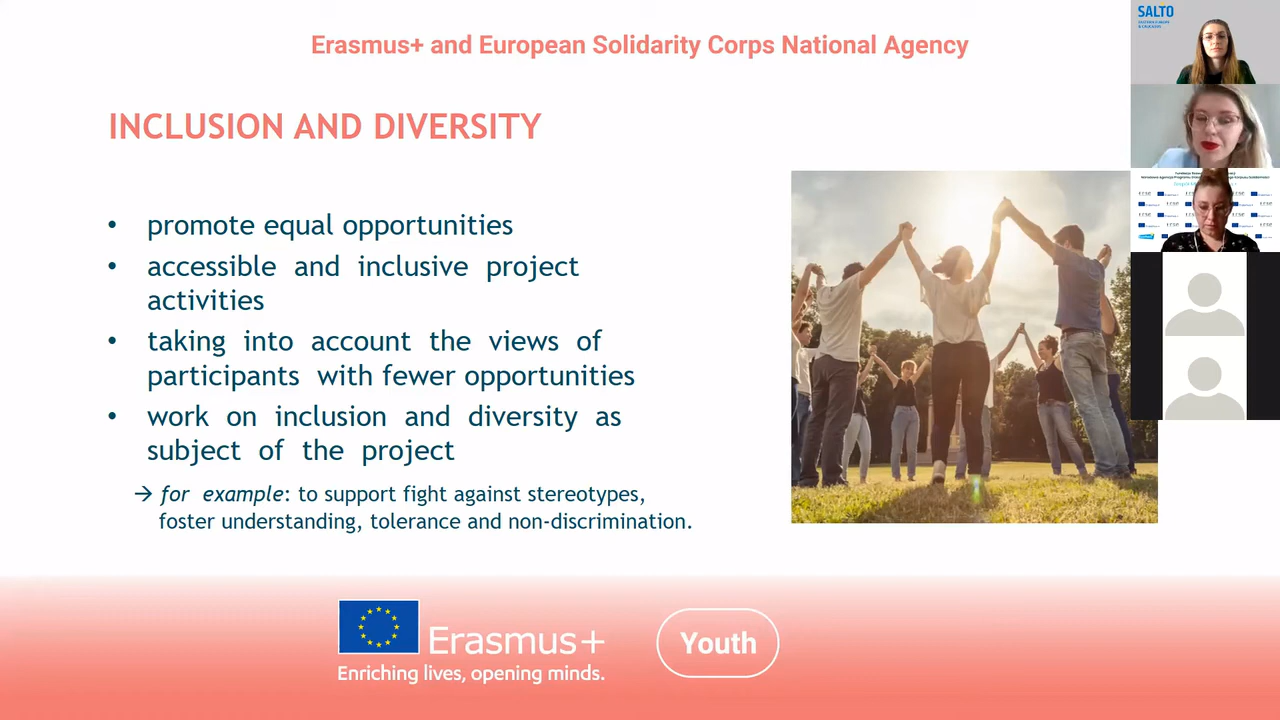 Erasmus+ and European Solidarity Corps National Agency
SALTO
INCLUSION AND DIVERSITY
• promote equal opportunities
• accessible and inclusive project
activities
• taking into account the views of
participants with fewer opportunities
• work on inclusion and diversity as
subject of the project
→ for example: to support fight against stereotypes,
foster understanding, tolerance and non-discrimination.
Erasmus+
Enriching lives, opening minds.
Youth